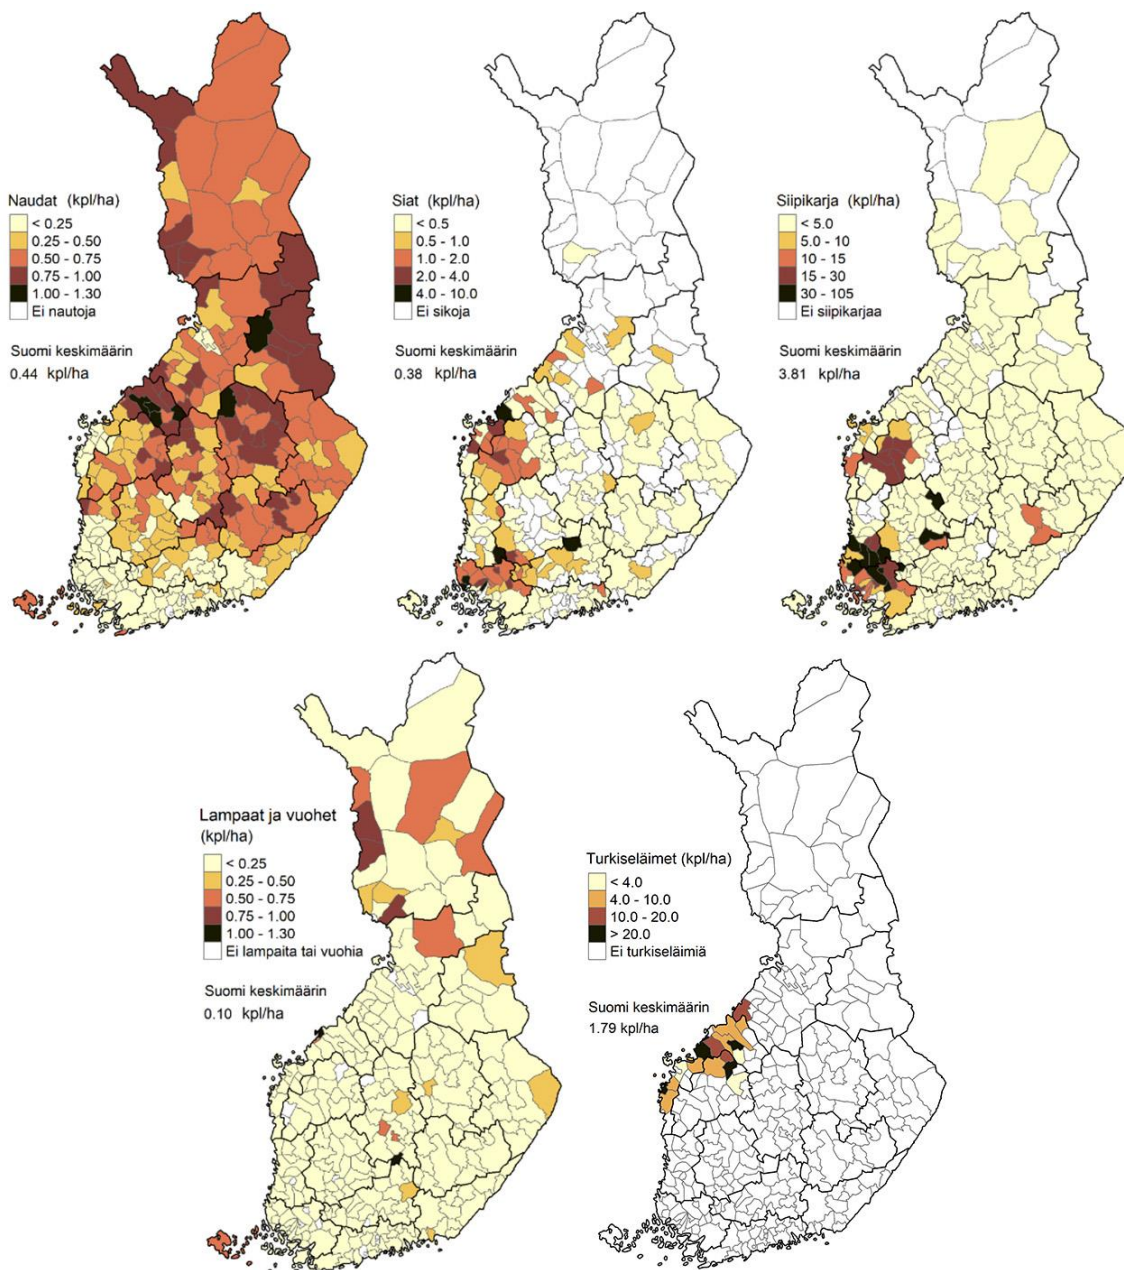 Naudat (kpl/ha)
< 0.25
0.25 - 0.50
0.50 - 0.75
0.75 - 1.00
1.00 - 1.30
Ei nautoja
Suomi keskimäärin
0.44 kpl/ha
Siat (kpl/ha)
< 0.5
0.5 - 1.0
1.0 - 2.0
2.0 - 4.0
4.0 - 10.0
Ei sikoja
Suomi keskimäärin
0.38 kpl/ha
Siipikarja (kpl/ha)
< 5.0
5.0 - 10
10 - 15
15 - 30
30 - 105
Ei siipikarjaa
Suomi keskimäärin
3.81 kpl/ha
Lampaat ja vuohet
(kpl/ha)
< 0.25
0.25 - 0.50
0.50 - 0.75
0.75 - 1.00
1.00 - 1.30
Ei lampaita tai vuohia
Suomi keskimäärin
0.10 kpl/ha
Turkiseläimet (kpl/ha)
< 4.0
4.0 - 10.0
10.0 - 20.0
> 20.0
Ei turkiseläimiä
Suomi keskimäärin
1.79 kpl/ha